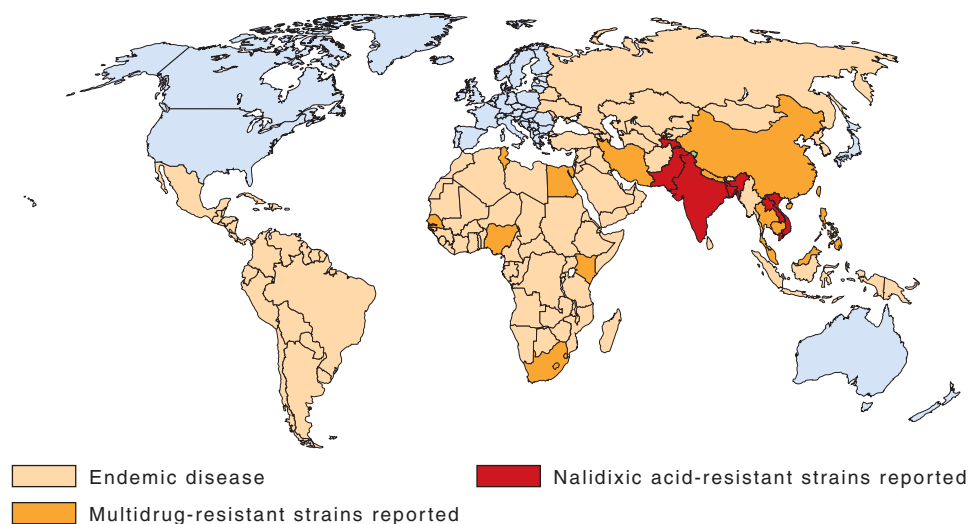 Endemic disease
Multidrug-resistant strains reported
Nalidixic acid-resistant strains reported